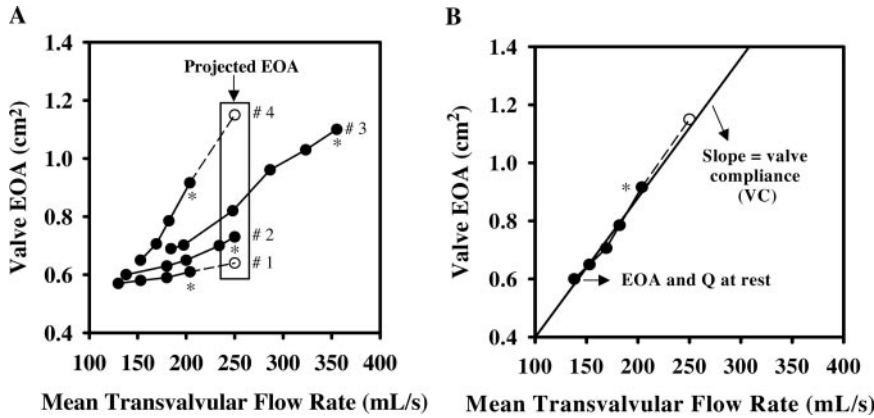 A
B
Valve EOA (cm²)
1.4
1.2
1.0
0.8
0.6
0.4
Projected EOA
# 4
# 3
*
*
# 2
*
# 1
*
100 150 200 250 300 350 400
Mean Transvalvular Flow Rate (mL/s)
Valve EOA (cm²)
1.4
1.2
1.0
0.8
0.6
0.4
*
Slope = valve
compliance
(VC)
EOA and Q at rest
100 150 200 250 300 350 400
Mean Transvalvular Flow Rate (mL/s)